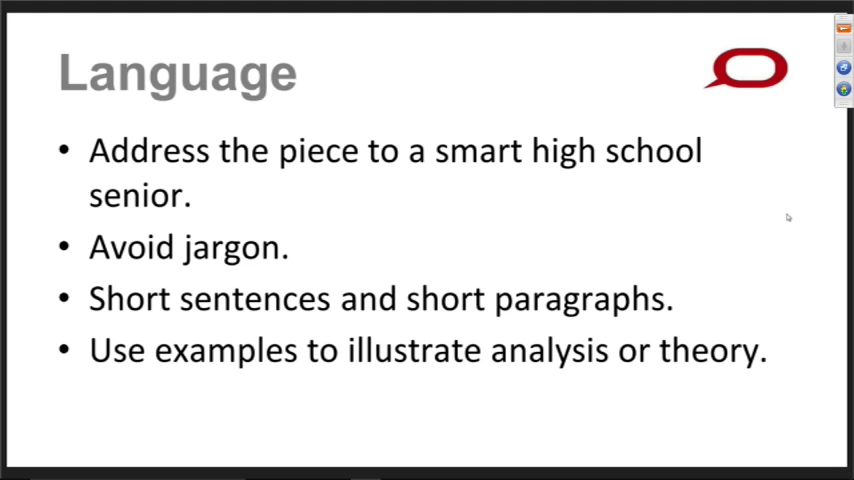 Language
• Address the piece to a smart high school
senior.
• Avoid jargon.
• Short sentences and short paragraphs.
• Use examples to illustrate analysis or theory.